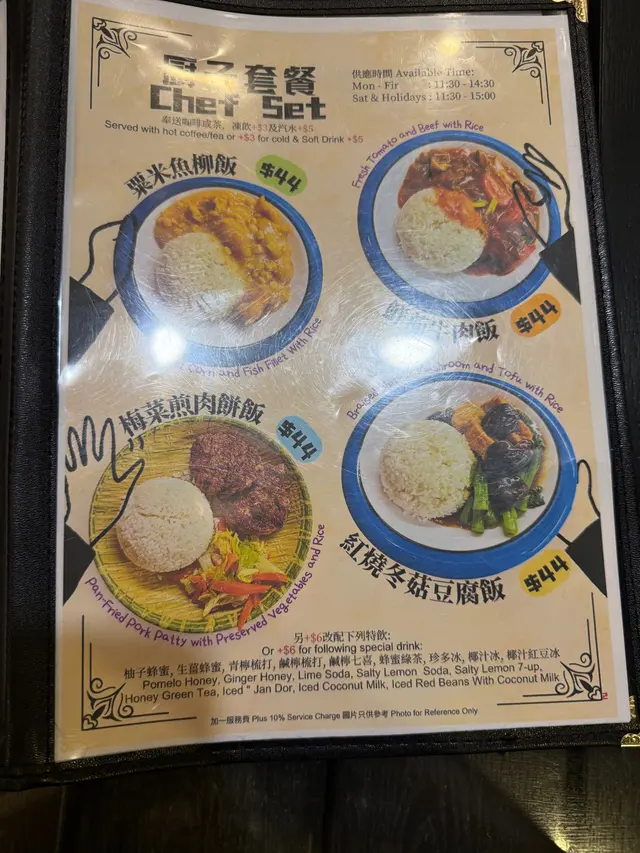 廚子套餐
Chef Set
奉送咖啡或茶，凍飲+$3及汽水+$5
Served with hot coffee/tea or +$3 for cold & Soft Drink +$5
供應時間 Available Time:
Mon - Fir : 11:30 - 14:30
Sat & Holidays : 11:30 - 15:00
粟米魚柳飯
$44
Corn and Fish Fillet With Rice
Fresh Tomato and Beef with Rice
牛肉飯
$44
梅菜煎肉餅飯
$44
Pan-Fried Pork Patty with Preserved Vegetables and Rice
Mushroom and Tofu with Rice
紅燒冬菇豆腐飯
$44
另+$6改配下列特飲:
Or +$6 for following special drink:
柚子蜂蜜, 生薑蜂蜜, 青檸梳打, 鹹檸梳打, 鹹檸七喜, 蜂蜜綠茶, 珍多冰, 椰汁冰, 椰汁紅豆冰
Pomelo Honey, Ginger Honey, Lime Soda, Salty Lemon Soda, Salty Lemon 7-up,
Honey Green Tea, Iced " Jan Dor, Iced Coconut Milk, Iced Red Beans With Coconut Milk
加一服務費 Plus 10% Service Charge 圖片只供參考 Photo for Reference Only